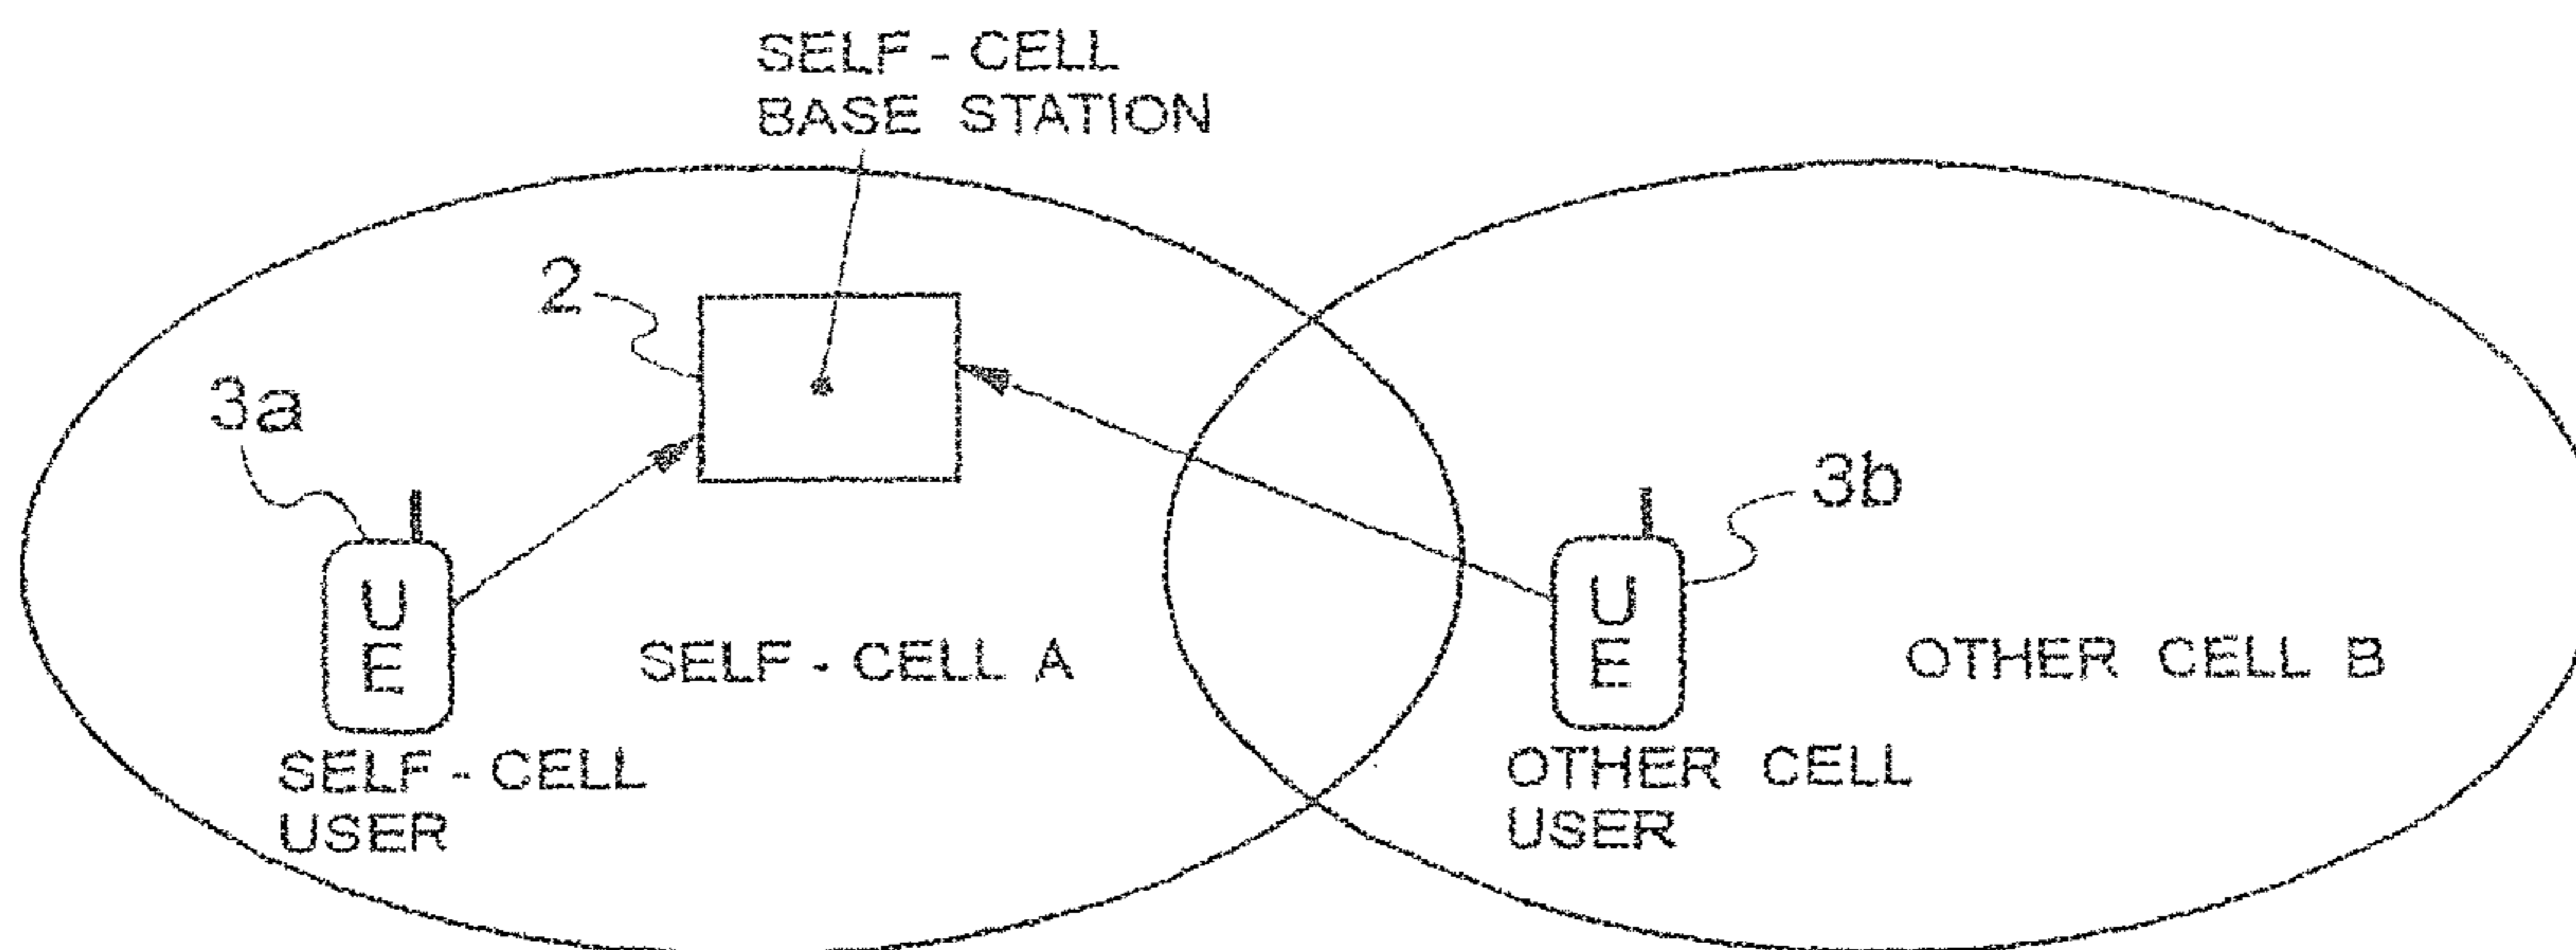 SELF - CELL
BASE STATION
2
3a
3b
U
E
U
E
SELF - CELL A
OTHER CELL B
SELF - CELL
USER
OTHER CELL
USER